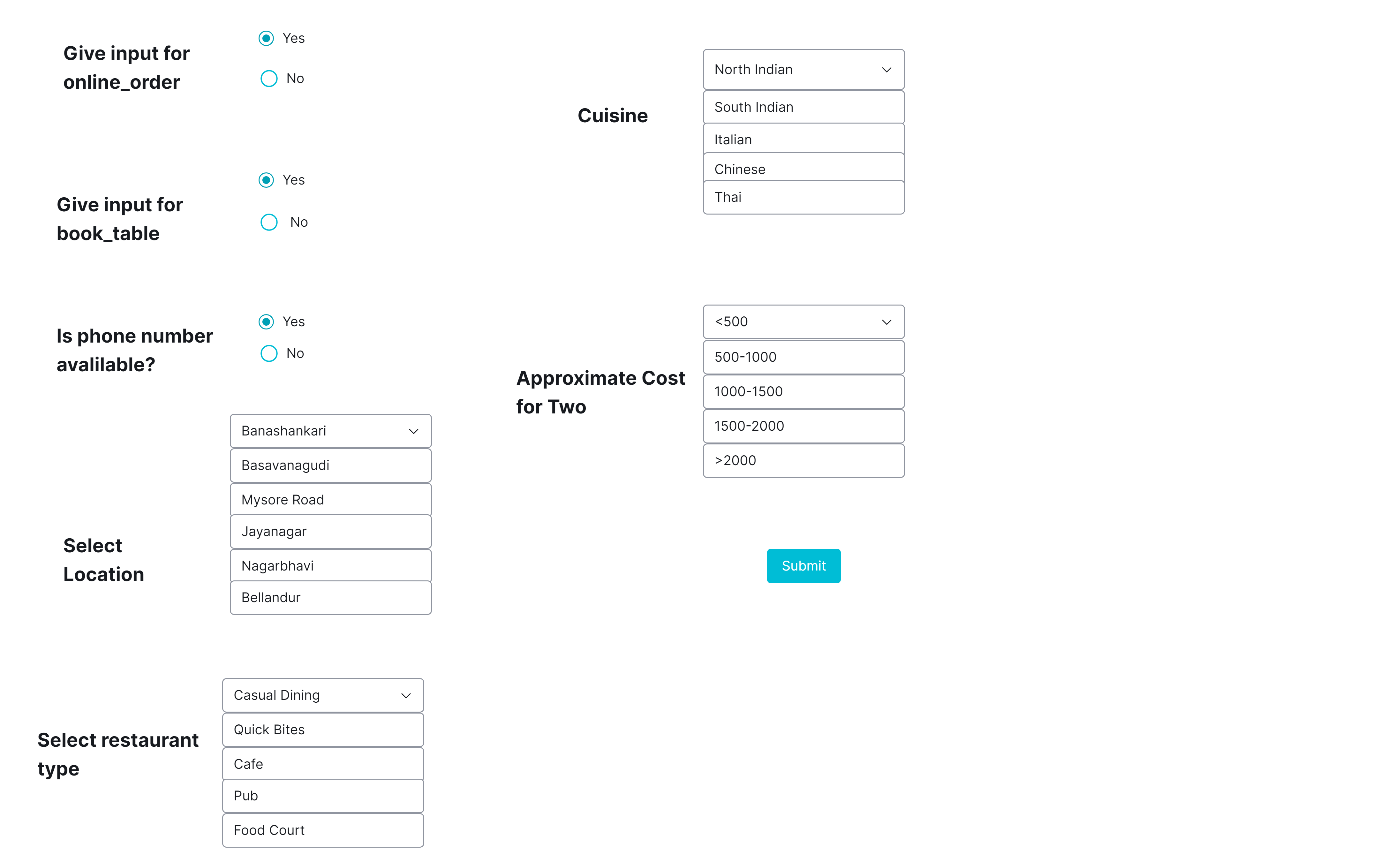 Give input for
online_order
Yes
No
Give input for
book_table
Yes
No
Is phone number
avalilable?
Yes
No
Select
Location
Banashankari
Basavanagudi
Mysore Road
Jayanagar
Nagarbhavi
Bellandur
Select restaurant
type
Casual Dining
Quick Bites
Cafe
Pub
Food Court
Cuisine
North Indian
South Indian
Italian
Chinese
Thai
Approximate Cost
for Two
<500
500-1000
1000-1500
1500-2000
>2000
Submit